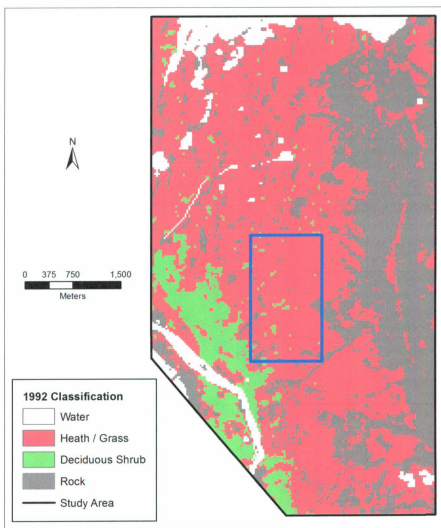 N
0 375 750 1,500
Meters
1992 Classification
Water
Heath / Grass
Deciduous Shrub
Rock
Study Area